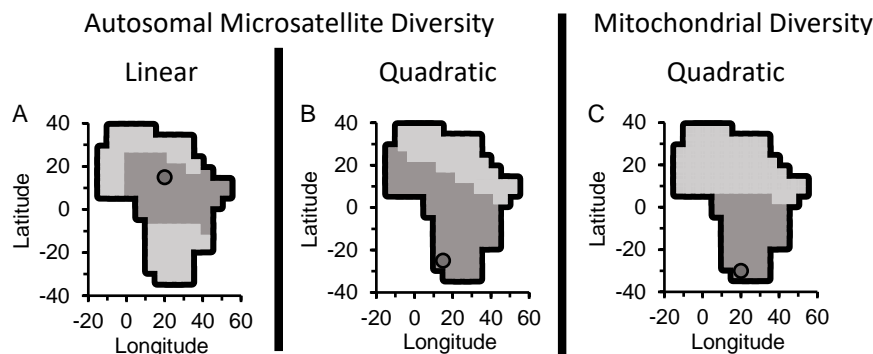 Autosomal Microsatellite Diversity
Mitochondrial Diversity
Linear
Quadratic
Quadratic
A
B
C
40
20
0
-20
-40
Latitude
-20 0 20 40 60
Longitude
40
20
0
-20
-40
Latitude
-20 0 20 40 60
Longitude
40
20
0
-20
-40
Latitude
-20 0 20 40 60
Longitude